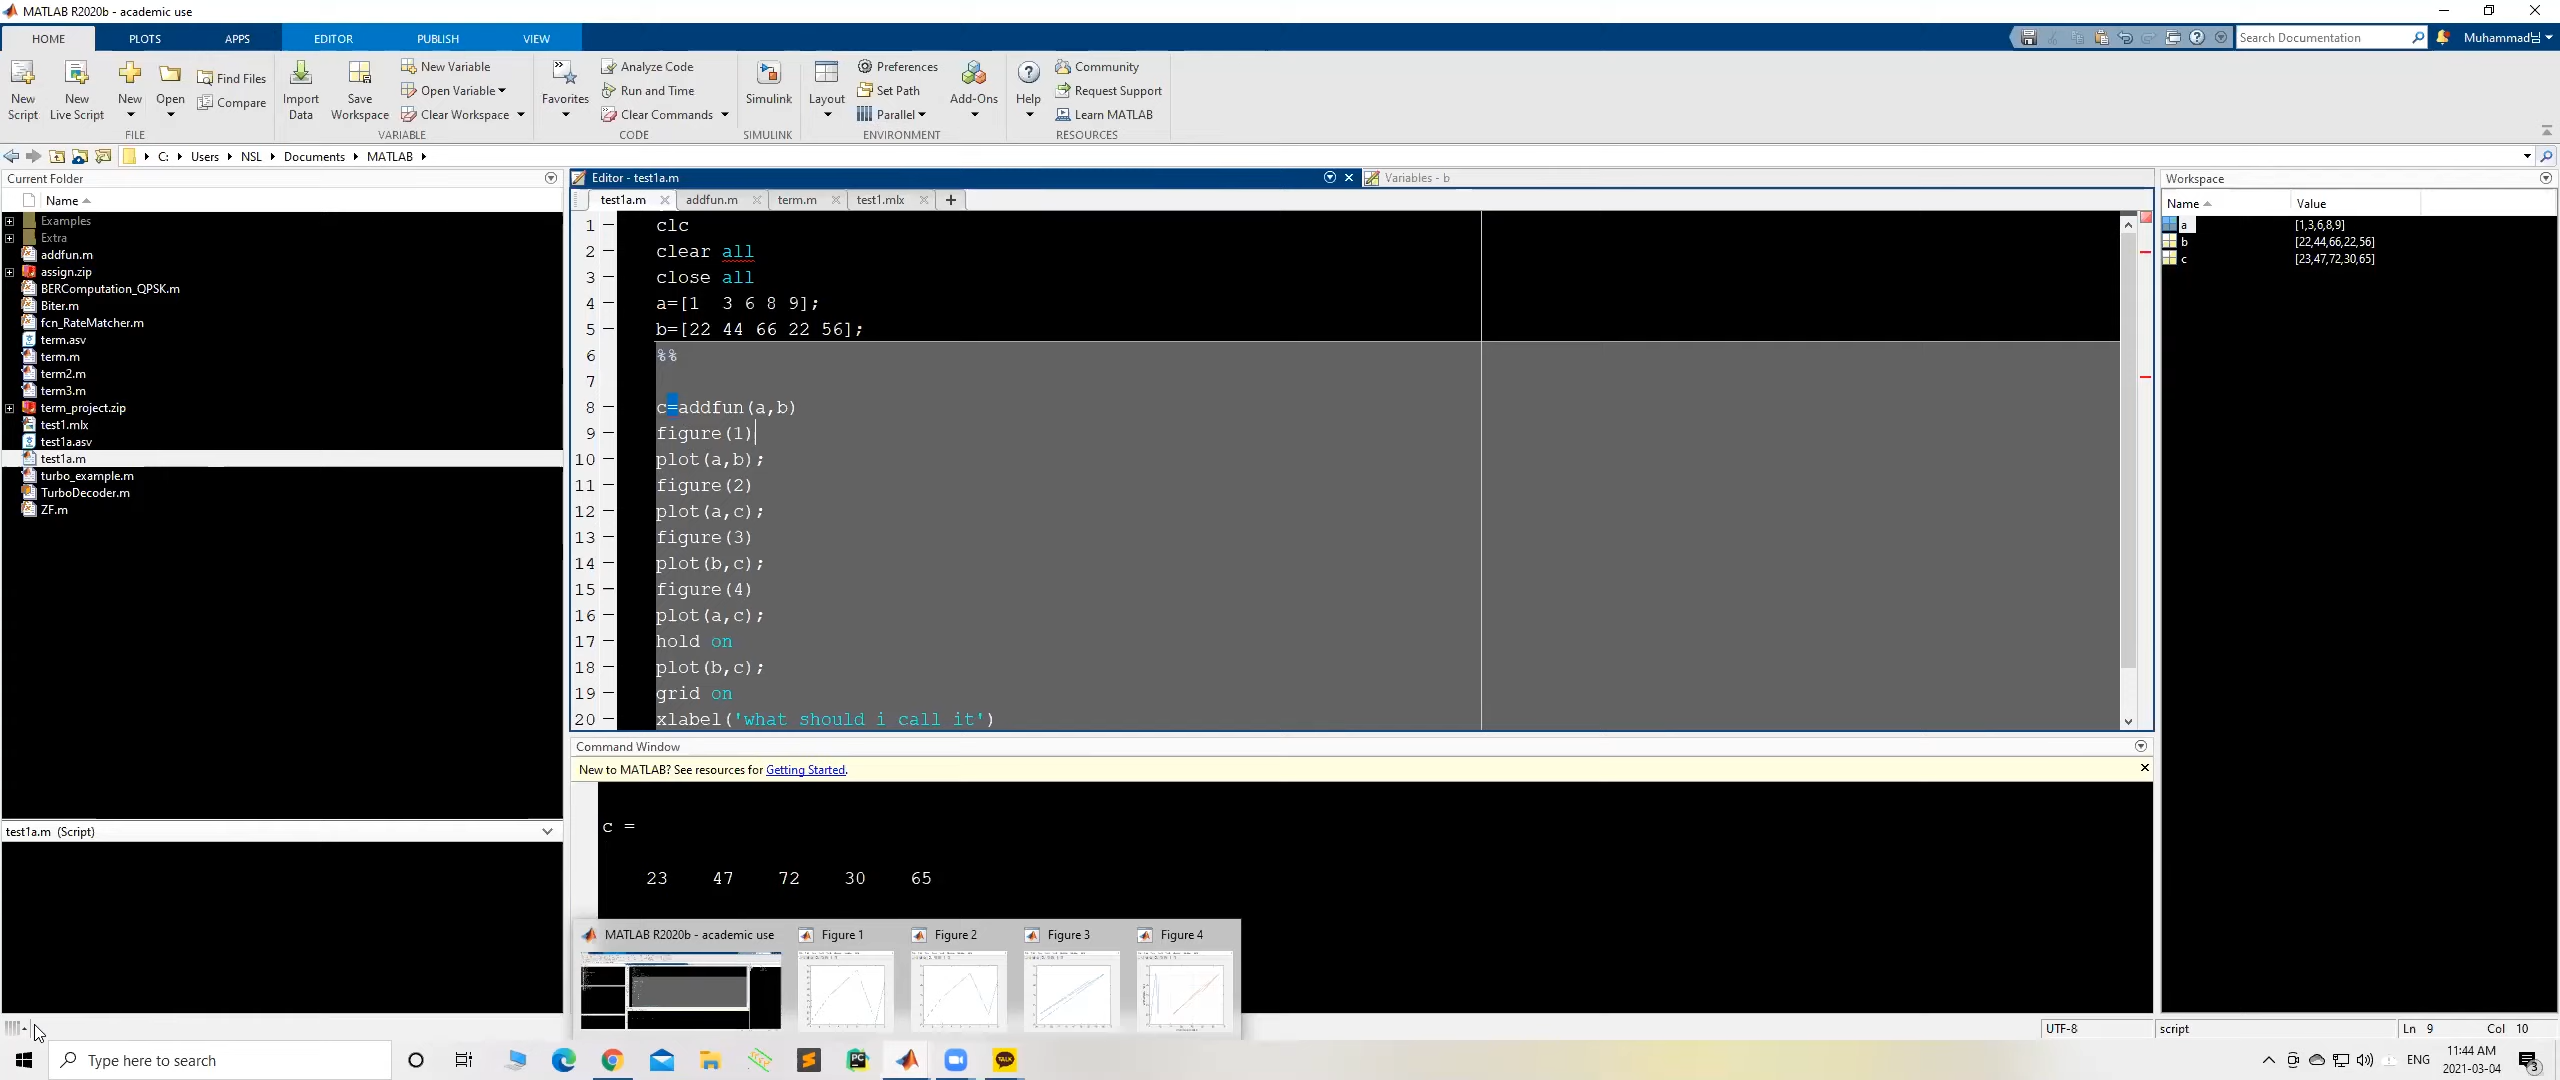 MATLAB R2020b - academic use
HOME PLOTS APPS EDITOR PUBLISH VIEW
Search Documentation
Muhammad
New Script
New Live Script
New
Open
Find Files
Compare
FILE
Import Data
Save Workspace
New Variable
Open Variable
Clear Workspace
VARIABLE
Favorites
Analyze Code
Run and Time
Clear Commands
CODE
Simulink
SIMULINK
Layout
Preferences
Set Path
Parallel
Add-Ons
ENVIRONMENT
Help
Community
Request Support
Learn MATLAB
RESOURCES
C: Users NSL Documents MATLAB
Current Folder
Name
Examples
Extra
addfun.m
assign.zip
BERComputation_QPSK.m
Biter.m
fcn_RateMatcher.m
term.asv
term.m
term2.m
term3.m
term_project.zip
test1.mlx
test1a.asv
test1a.m
turbo_example.m
TurboDecoder.m
ZF.m
test1a.m (Script)
Editor - test1a.m
Variables - b
test1a.m addfun.m term.m test1.mlx
1 clc
2 clear all
3 close all
4 a=[1 3 6 8 9];
5 b=[22 44 66 22 56];
6 %%
7
8 c=addfun(a,b)
9 figure(1)
10 plot(a,b);
11 figure(2)
12 plot(a,c);
13 figure(3)
14 plot(b,c);
15 figure(4)
16 plot(a,c);
17 hold on
18 plot(b,c);
19 grid on
20 xlabel('what should i call it')
Command Window
New to MATLAB? See resources for Getting Started.
c =
23 47 72 30 65
Workspace
Name Value
a [1,3,6,8,9]
b [22,44,66,22,56]
c [23,47,72,30,65]
MATLAB R2020b - academic use
Figure 1
Figure 2
Figure 3
Figure 4
UTF-8 script Ln 9 Col 10
Type here to search
PC
TALK
ENG
11:44 AM
2021-03-04
3